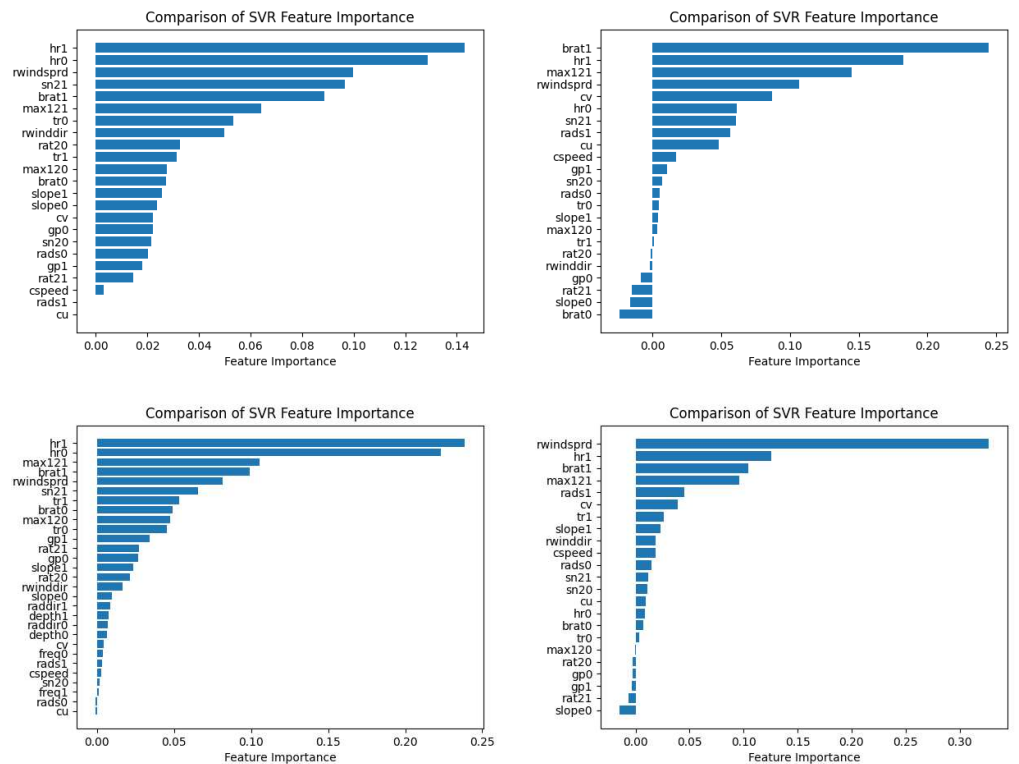 Comparison of SVR Feature Importance
hr1
hr0
rwindsprd
sn21
brat1
max121
tr0
rwinddir
rat20
tr1
max120
brat0
slope1
slope0
cv
gp0
sn20
rads0
gp1
rat21
cspeed
rads1
cu
0.00 0.02 0.04 0.06 0.08 0.10 0.12 0.14
Feature Importance
Comparison of SVR Feature Importance
brat1
hr1
max121
rwindsprd
cv
hr0
sn21
rads1
cu
cspeed
gp1
sn20
rads0
tr0
slope1
max120
tr1
rat20
rwinddir
gp0
rat21
slope0
brat0
0.00 0.05 0.10 0.15 0.20 0.25
Feature Importance
Comparison of SVR Feature Importance
hr1
hr0
max121
brat1
rwindsprd
sn21
tr1
brat0
max120
tr0
gp1
rat21
gp0
slope1
rat20
rwinddir
slope0
raddir1
depth1
raddir0
depth0
cv
freq0
rads1
cspeed
sn20
freq1
rads0
cu
0.00 0.05 0.10 0.15 0.20 0.25
Feature Importance
Comparison of SVR Feature Importance
rwindsprd
hr1
brat1
max121
rads1
cv
tr1
slope1
rwinddir
cspeed
rads0
sn21
sn20
cu
hr0
brat0
tr0
max120
rat20
gp0
gp1
rat21
slope0
0.00 0.05 0.10 0.15 0.20 0.25 0.30
Feature Importance